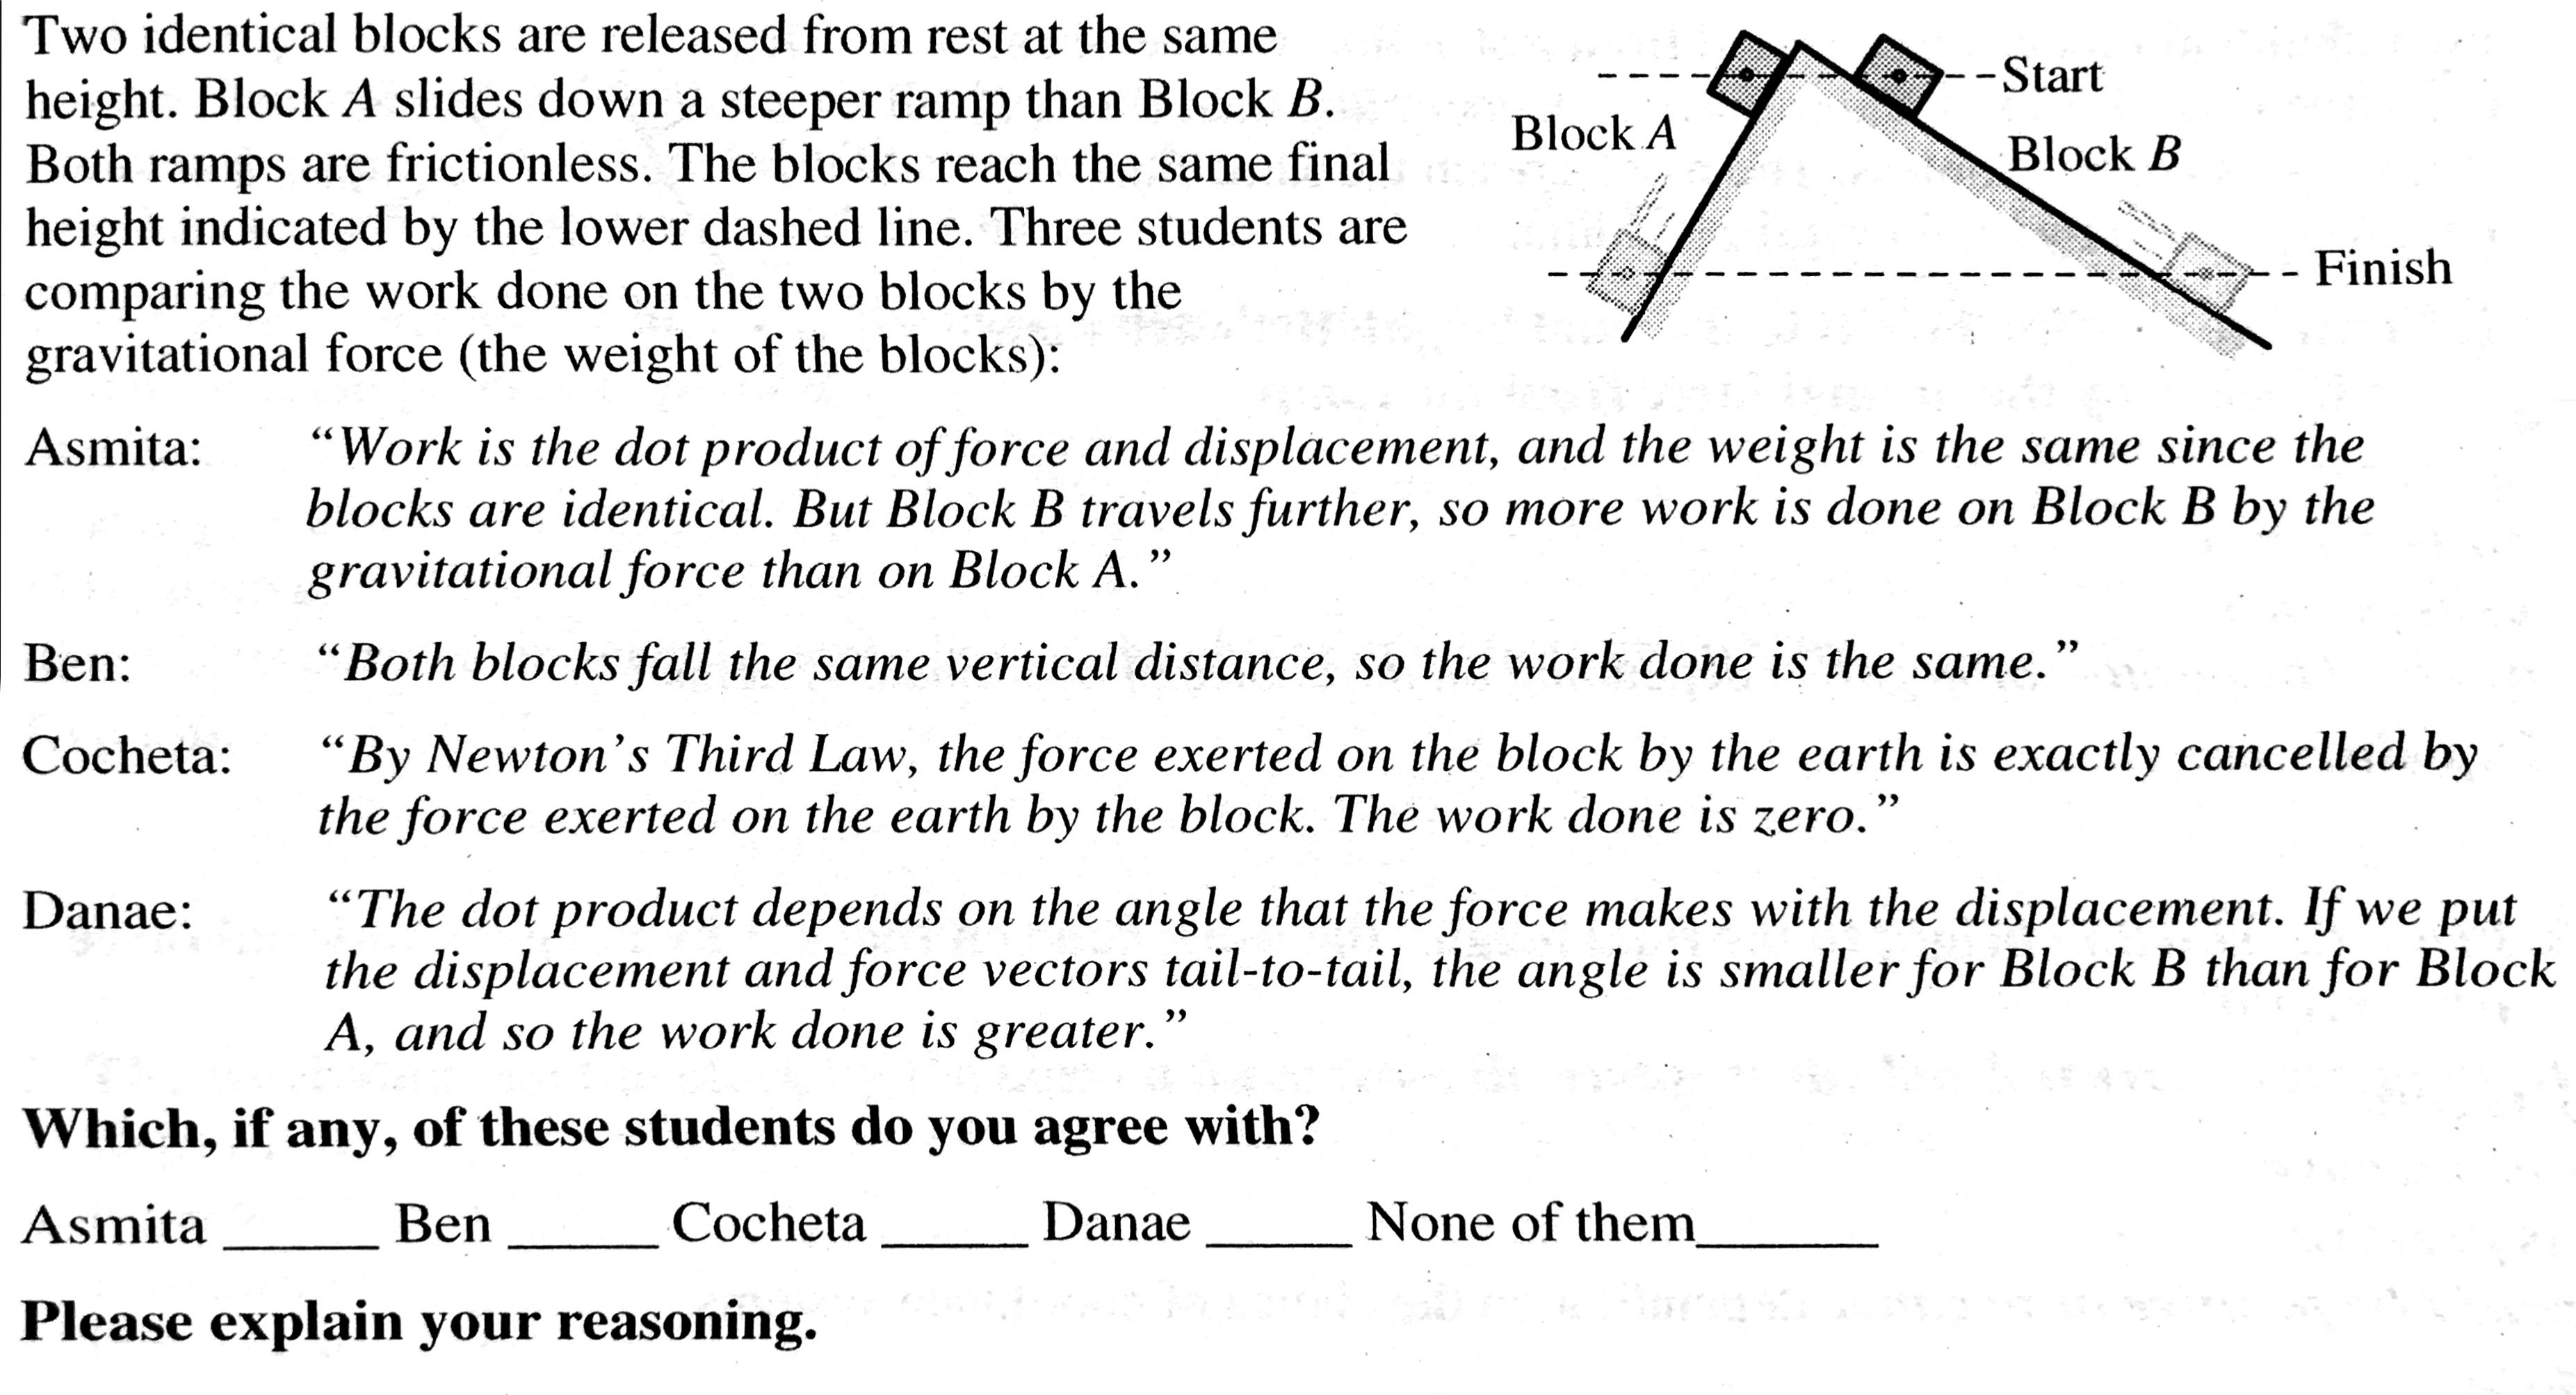 Two identical blocks are released from rest at the same
height. Block A slides down a steeper ramp than Block B.
Both ramps are frictionless. The blocks reach the same final
height indicated by the lower dashed line. Three students are
comparing the work done on the two blocks by the
gravitational force (the weight of the blocks):
Start
Block A
Block B
Finish
Asmita: “Work is the dot product of force and displacement, and the weight is the same since the
blocks are identical. But Block B travels further, so more work is done on Block B by the
gravitational force than on Block A.”
Ben: “Both blocks fall the same vertical distance, so the work done is the same.”
Cocheta: “By Newton’s Third Law, the force exerted on the block by the earth is exactly cancelled by
the force exerted on the earth by the block. The work done is zero.”
Danae: “The dot product depends on the angle that the force makes with the displacement. If we put
the displacement and force vectors tail-to-tail, the angle is smaller for Block B than for Block
A, and so the work done is greater.”
Which, if any, of these students do you agree with?
Asmita _____ Ben _____ Cocheta _____ Danae _____ None of them______
Please explain your reasoning.